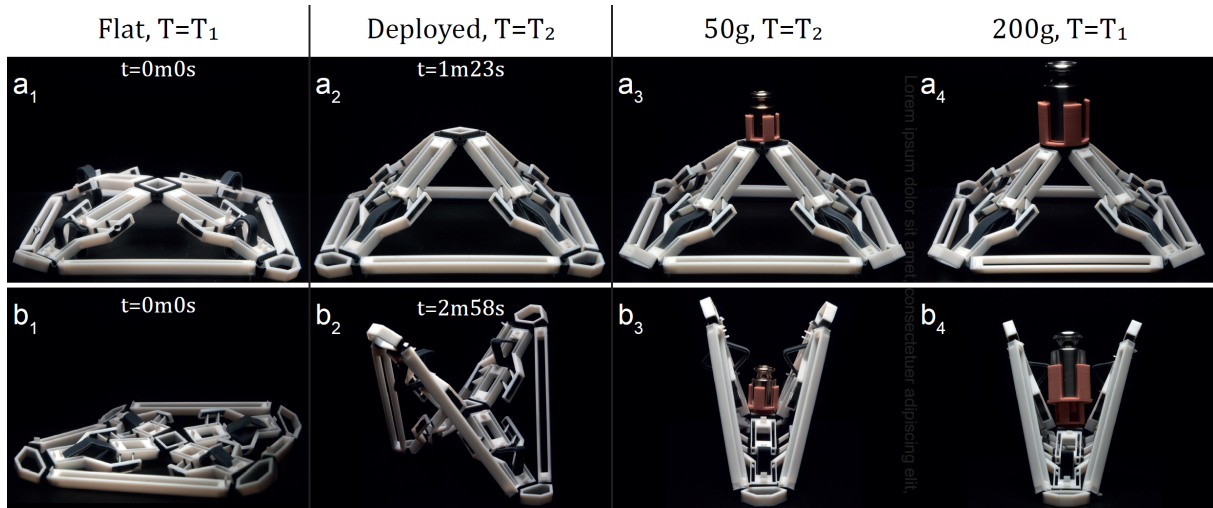 Flat, T=T₁
Deployed, T=T₂
50g, T=T₂
200g, T=T₁
a₁
t=0m0s
a₂
t=1m23s
a₃
a₄
b₁
t=0m0s
b₂
t=2m58s
b₃
b₄
Lorem ipsum dolor sit amet, consectetuer adipiscing elit,